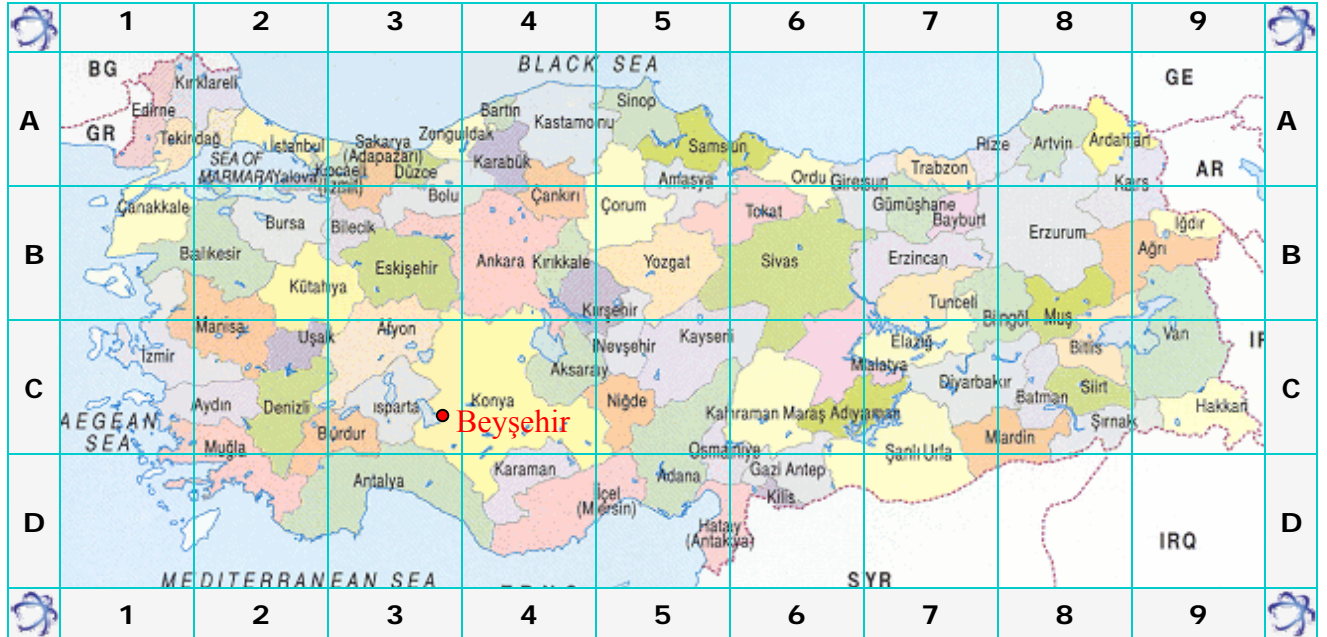 1 2 3 4 5 6 7 8 9
A A
B B
C C
D D
1 2 3 4 5 6 7 8 9
BLACK SEA
BG
GE
GR
AR
Kırklareli
Edirne
Tekirdağ
İstanbul
SEA OF
MARMARA
Yalova
Kocaeli
(İzmit)
Sakarya
(Adapazarı)
Düzce
Zonguldak
Bartın
Karabük
Kastamonu
Sinop
Samsun
Amasya
Ordu
Giresun
Trabzon
Rize
Artvin
Ardahan
Kars
Çanakkale
Balıkesir
Bursa
Bilecik
Bolu
Çankırı
Çorum
Tokat
Gümüşhane
Bayburt
Erzurum
Iğdır
Ağrı
Kütahya
Eskişehir
Ankara
Kırıkkale
Yozgat
Sivas
Erzincan
Tunceli
Bingöl
Muş
Kırşehir
Manisa
Uşak
Afyon
İzmir
Nevşehir
Kayseri
Aksaray
Elazığ
Malatya
Bitlis
Van
Diyarbakır
Batman
Siirt
Aydın
Denizli
ısparta
Konya
Niğde
Kahraman Maraş
Adıyaman
Şırnak
Hakkari
AEGEAN
SEA
Beyşehir
Muğla
Burdur
Mardin
Şanlı Urfa
Osmaniye
Antalya
Karaman
Adana
Gazi Antep
Kilis
İçel
(Mersin)
Hatay
(Antakya)
IRQ
SYR
MEDITERRANEAN SEA